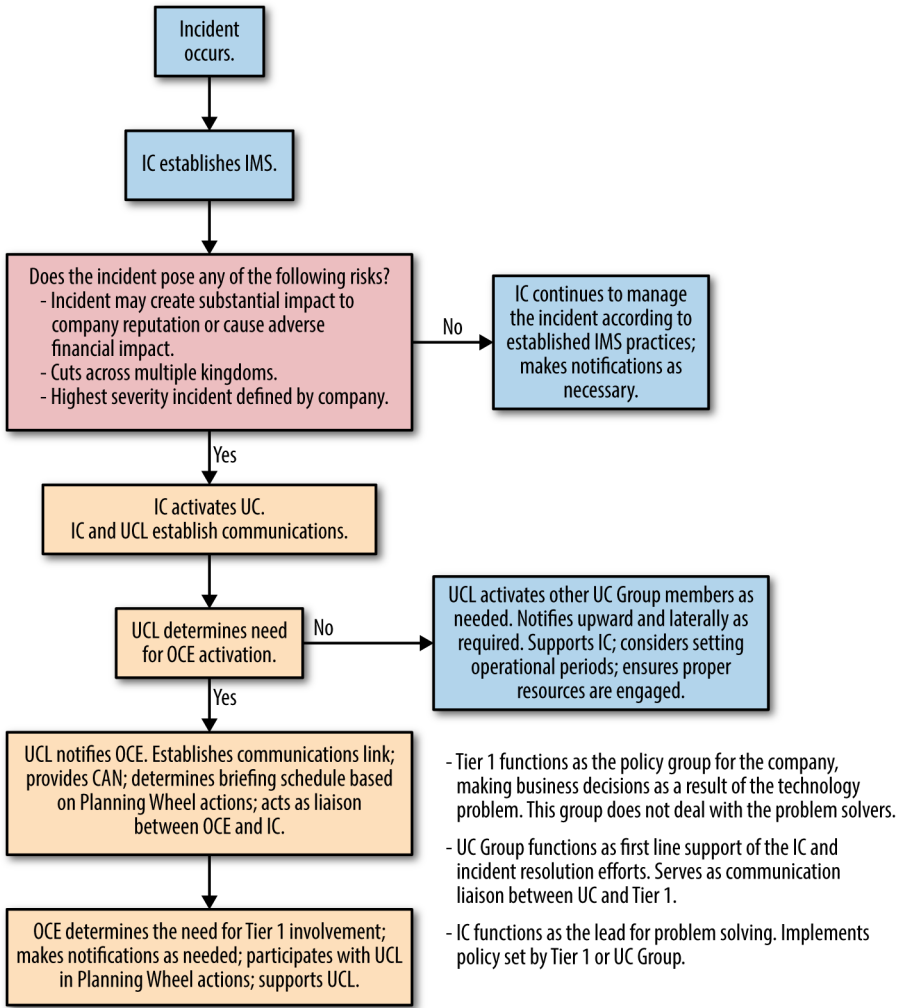 Incident
occurs.
IC establishes IMS.
Does the incident pose any of the following risks?
- Incident may create substantial impact to
company reputation or cause adverse
financial impact.
- Cuts across multiple kingdoms.
- Highest severity incident defined by company.
No
IC continues to manage
the incident according to
established IMS practices;
makes notifications as
necessary.
Yes
IC activates UC.
IC and UCL establish communications.
UCL determines need
for OCE activation.
No
UCL activates other UC Group members as
needed. Notifies upward and laterally as
required. Supports IC; considers setting
operational periods; ensures proper
resources are engaged.
Yes
UCL notifies OCE. Establishes communications link;
provides CAN; determines briefing schedule based
on Planning Wheel actions; acts as liaison
between OCE and IC.
OCE determines the need for Tier 1 involvement;
makes notifications as needed; participates with UCL
in Planning Wheel actions; supports UCL.
- Tier 1 functions as the policy group for the company,
making business decisions as a result of the technology
problem. This group does not deal with the problem solvers.
- UC Group functions as first line support of the IC and
incident resolution efforts. Serves as communication
liaison between UC and Tier 1.
- IC functions as the lead for problem solving. Implements
policy set by Tier 1 or UC Group.